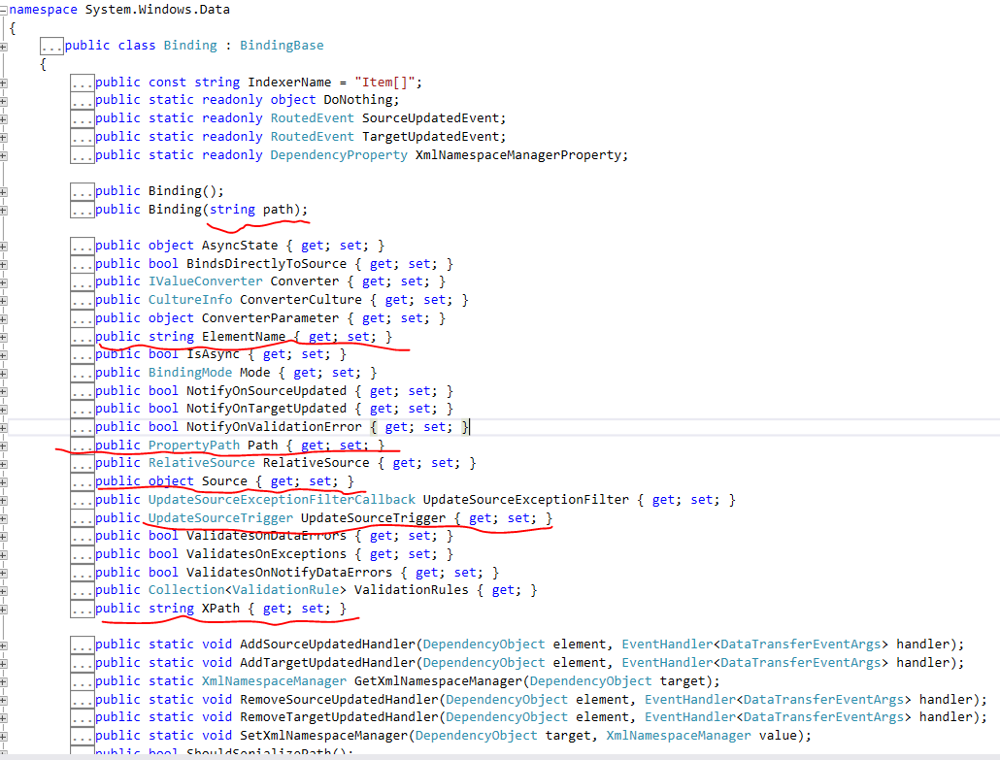 namespace System.Windows.Data
{
...public class Binding : BindingBase
{
...public const string IndexerName = "Item[]";
...public static readonly object DoNothing;
...public static readonly RoutedEvent SourceUpdatedEvent;
...public static readonly RoutedEvent TargetUpdatedEvent;
...public static readonly DependencyProperty XmlNamespaceManagerProperty;
...public Binding();
...public Binding(string path);
...public object AsyncState { get; set; }
...public bool BindsDirectlyToSource { get; set; }
...public IValueConverter Converter { get; set; }
...public CultureInfo ConverterCulture { get; set; }
...public object ConverterParameter { get; set; }
...public string ElementName { get; set; }
...public bool IsAsync { get; set; }
...public BindingMode Mode { get; set; }
...public bool NotifyOnSourceUpdated { get; set; }
...public bool NotifyOnTargetUpdated { get; set; }
...public bool NotifyOnValidationError { get; set; }
...public PropertyPath Path { get; set; }
...public RelativeSource RelativeSource { get; set; }
...public object Source { get; set; }
...public UpdateSourceExceptionFilterCallback UpdateSourceExceptionFilter { get; set; }
...public UpdateSourceTrigger UpdateSourceTrigger { get; set; }
...public bool ValidatesOnDataErrors { get; set; }
...public bool ValidatesOnExceptions { get; set; }
...public bool ValidatesOnNotifyDataErrors { get; set; }
...public Collection<ValidationRule> ValidationRules { get; }
...public string XPath { get; set; }
...public static void AddSourceUpdatedHandler(DependencyObject element, EventHandler<DataTransferEventArgs> handler);
...public static void AddTargetUpdatedHandler(DependencyObject element, EventHandler<DataTransferEventArgs> handler);
...public static XmlNamespaceManager GetXmlNamespaceManager(DependencyObject target);
...public static void RemoveSourceUpdatedHandler(DependencyObject element, EventHandler<DataTransferEventArgs> handler);
...public static void RemoveTargetUpdatedHandler(DependencyObject element, EventHandler<DataTransferEventArgs> handler);
...public static void SetXmlNamespaceManager(DependencyObject target, XmlNamespaceManager value);
...public bool ShouldSerializePath();